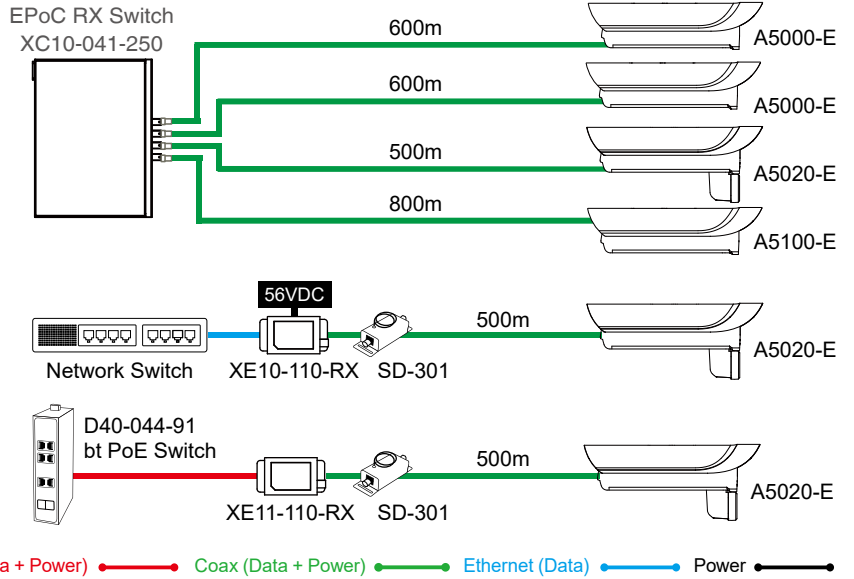 EPoC RX Switch
XC10-041-250
600m
A5000-E
600m
A5000-E
500m
A5020-E
800m
A5100-E
56VDC
500m
A5020-E
Network Switch
XE10-110-RX
SD-301
D40-044-91
bt PoE Switch
500m
A5020-E
XE11-110-RX
SD-301
a + Power)
Coax (Data + Power)
Ethernet (Data)
Power